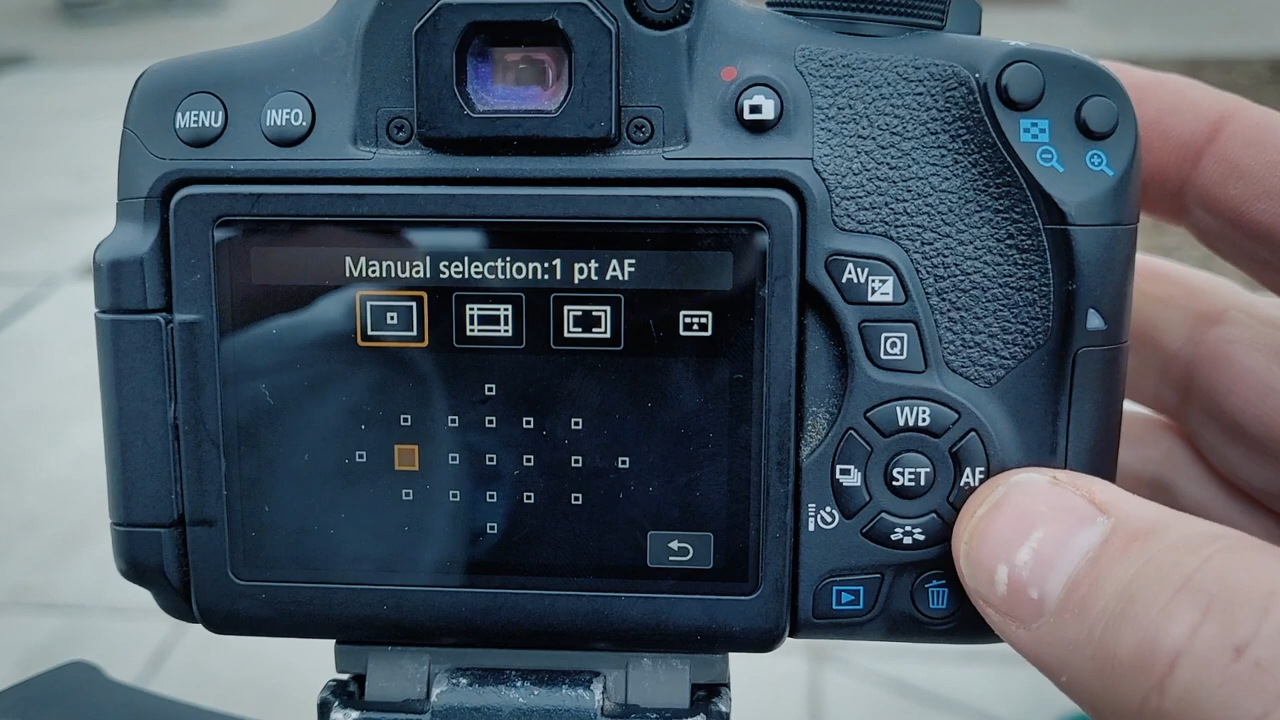 MENU
INFO.
Manual selection:1 pt AF
Av
Q
WB
SET
AF